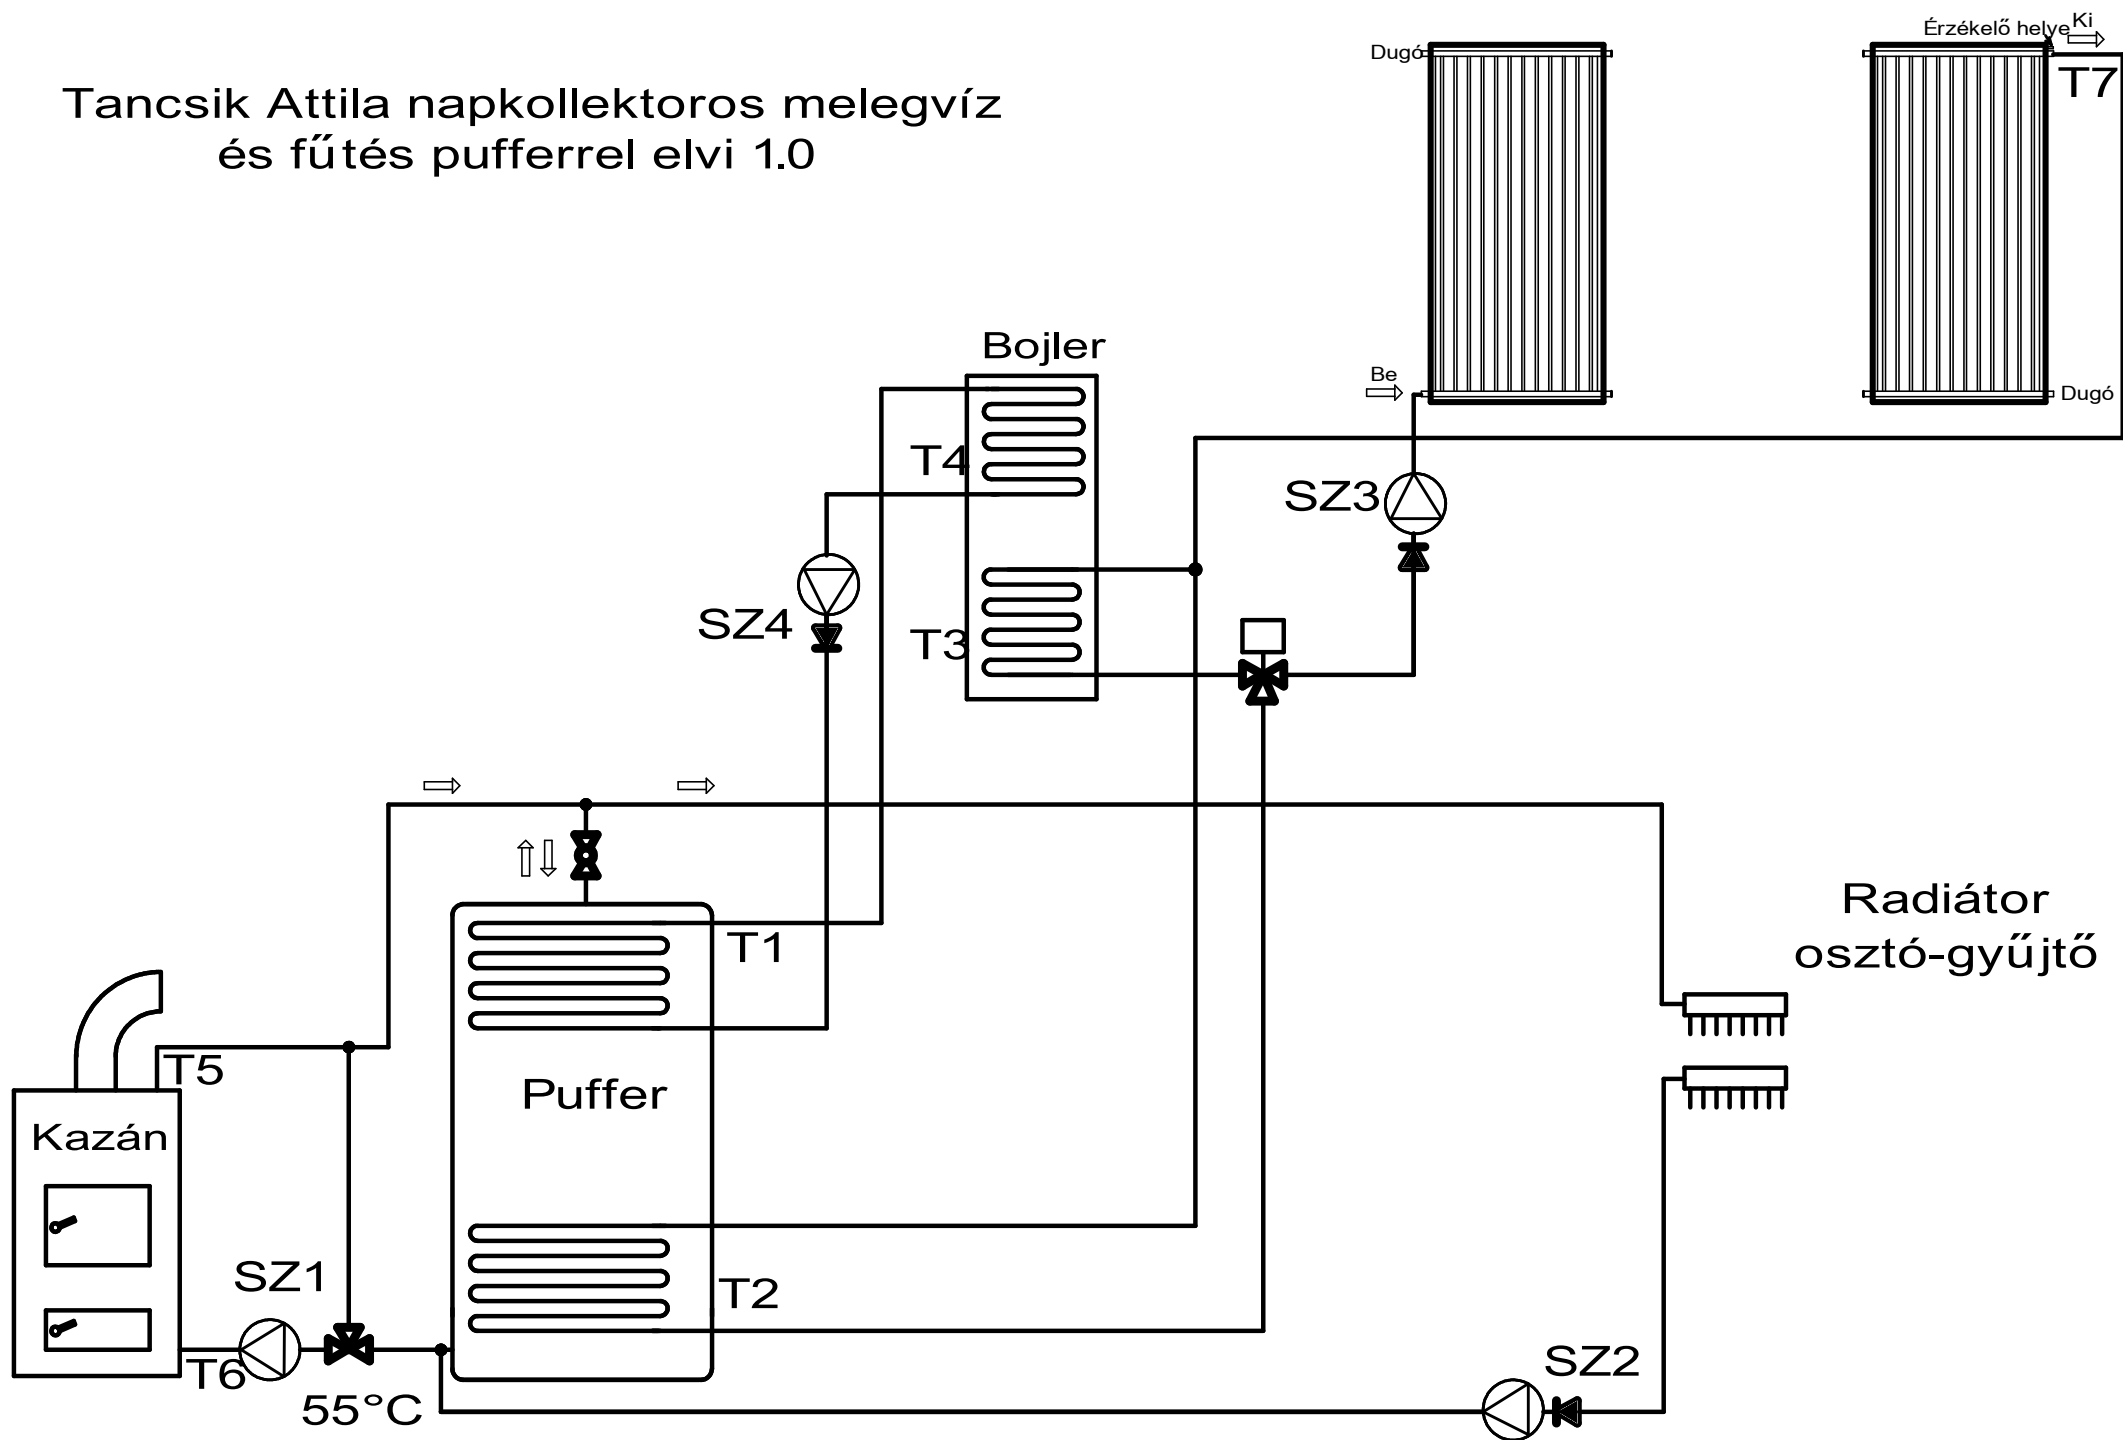 Tancsik Attila napkollektoros melegvíz
és fűtés pufferrel elvi 1.0
Érzékelő helye
Ki
Dugó
T7
Be
Dugó
Bojler
T4
SZ3
SZ4
T3
T1
Radiátor
osztó-gyűjtő
T5
Puffer
Kazán
SZ1
T2
T6
55°C
SZ2